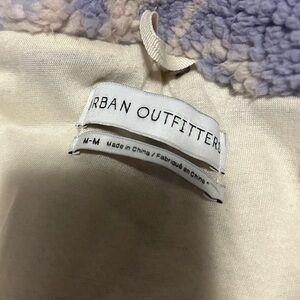 URBAN OUTFITTERS
M-M Made in China / Fabriqué en Chine